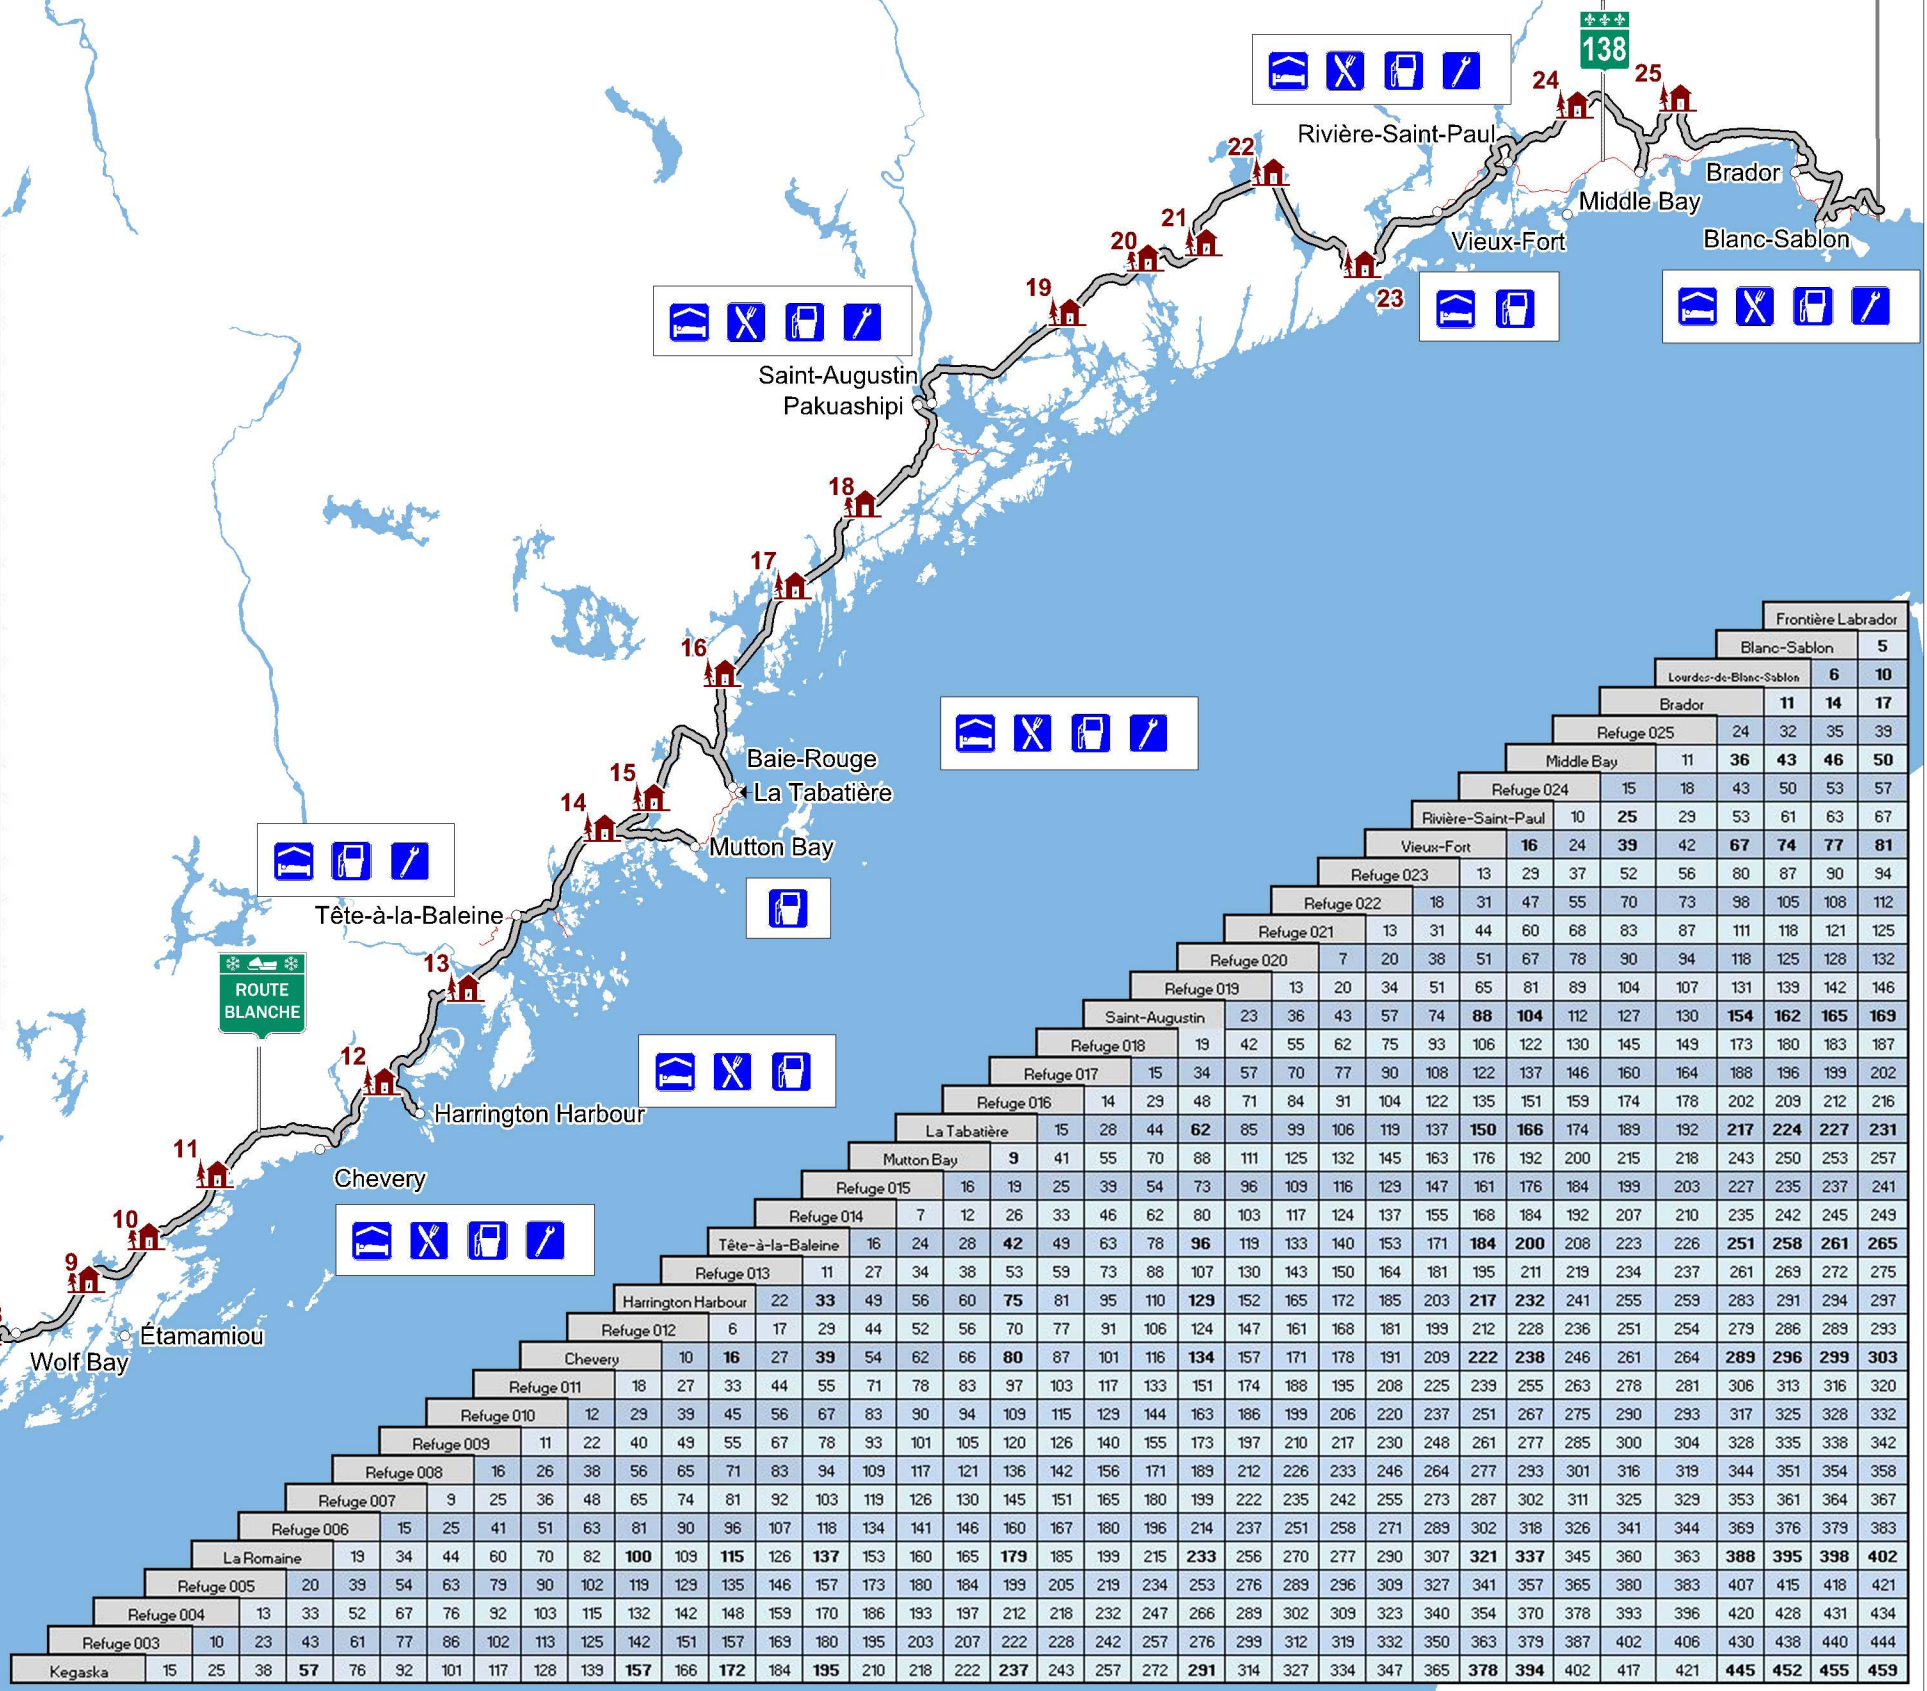 138
24
25
Rivière-Saint-Paul
22
Brador
Middle Bay
21
Vieux-Fort
Blanc-Sablon
20
19
23
Saint-Augustin
Pakuashipi
18
17
16
Baie-Rouge
15
La Tabatière
14
Mutton Bay
Tête-à-la-Baleine
13
ROUTE
BLANCHE
12
Harrington Harbour
11
Chevery
10
9
Étamamiou
Wolf Bay
Frontière Labrador
Blanc-Sablon 5
Lourdes-de-Blanc-Sablon 6 10
Brador 11 14 17
Refuge 025 24 32 35 39
Middle Bay 11 36 43 46 50
Refuge 024 15 18 43 50 53 57
Rivière-Saint-Paul 10 25 29 53 61 63 67
Vieux-Fort 16 24 39 42 67 74 77 81
Refuge 023 13 29 37 52 56 80 87 90 94
Refuge 022 18 31 47 55 70 73 98 105 108 112
Refuge 021 13 31 44 60 68 83 87 111 118 121 125
Refuge 020 7 20 38 51 67 78 90 94 118 125 128 132
Refuge 019 13 20 34 51 65 81 89 104 107 131 139 142 146
Saint-Augustin 23 36 43 57 74 88 104 112 127 130 154 162 165 169
Refuge 018 19 42 55 62 75 93 106 122 130 145 149 173 180 183 187
Refuge 017 15 34 57 70 77 90 108 122 137 146 160 164 188 196 199 202
Refuge 016 14 29 48 71 84 91 104 122 135 151 159 174 178 202 209 212 216
La Tabatière 15 28 44 62 85 99 106 119 137 150 166 174 189 192 217 224 227 231
Mutton Bay 9 41 55 70 88 111 125 132 145 163 176 192 200 215 218 243 250 253 257
Refuge 015 16 19 25 39 54 73 96 109 116 129 147 161 176 184 199 203 227 235 237 241
Refuge 014 7 12 26 33 46 62 80 103 117 124 137 155 168 184 192 207 210 235 242 245 249
Tête-à-la-Baleine 16 24 28 42 49 63 78 96 119 133 140 153 171 184 200 208 223 226 251 258 261 265
Refuge 013 11 27 34 38 53 59 73 88 107 130 143 150 164 181 195 211 219 234 237 261 269 272 275
Harrington Harbour 22 33 49 56 60 75 81 95 110 129 152 165 172 185 203 217 232 241 255 259 283 291 294 297
Refuge 012 6 17 29 44 52 56 70 77 91 106 124 147 161 168 181 199 212 228 236 251 254 279 286 289 293
Chevery 10 16 27 39 54 62 66 80 87 101 116 134 157 171 178 191 209 222 238 246 261 264 289 296 299 303
Refuge 011 18 27 33 44 55 71 78 83 97 103 117 133 151 174 188 195 208 225 239 255 263 278 281 306 313 316 320
Refuge 010 12 29 39 45 56 67 83 90 94 109 115 129 144 163 186 199 206 220 237 251 267 275 290 293 317 325 328 332
Refuge 009 11 22 40 49 55 67 78 93 101 105 120 126 140 155 173 197 210 217 230 248 261 277 285 300 304 328 335 338 342
Refuge 008 16 26 38 56 65 71 83 94 109 117 121 136 142 156 171 189 212 226 233 246 264 277 293 301 316 319 344 351 354 358
Refuge 007 9 25 36 48 65 74 81 92 103 119 126 130 145 151 165 180 199 222 235 242 255 273 287 302 311 325 329 353 361 364 367
Refuge 006 15 25 41 51 63 81 90 96 107 118 134 141 146 160 167 180 196 214 237 251 258 271 289 302 318 326 341 344 369 376 379 383
La Romaine 19 34 44 60 70 82 100 109 115 126 137 153 160 165 179 185 199 215 233 256 270 277 290 307 321 337 345 360 363 388 395 398 402
Refuge 005 20 39 54 63 79 90 102 119 129 135 146 157 173 180 184 199 205 219 234 253 276 289 296 309 327 341 357 365 380 383 407 415 418 421
Refuge 004 13 33 52 67 76 92 103 115 132 142 148 159 170 186 193 197 212 218 232 247 266 289 302 309 323 340 354 370 378 393 396 420 428 431 434
Refuge 003 10 23 43 61 77 86 102 113 125 142 151 157 169 180 195 203 207 222 228 242 257 276 299 312 319 332 350 363 379 387 402 406 430 438 440 444
Kegaska 15 25 38 57 76 92 101 117 128 139 157 166 172 184 195 210 218 222 237 243 257 272 291 314 327 334 347 365 378 394 402 417 421 445 452 455 459